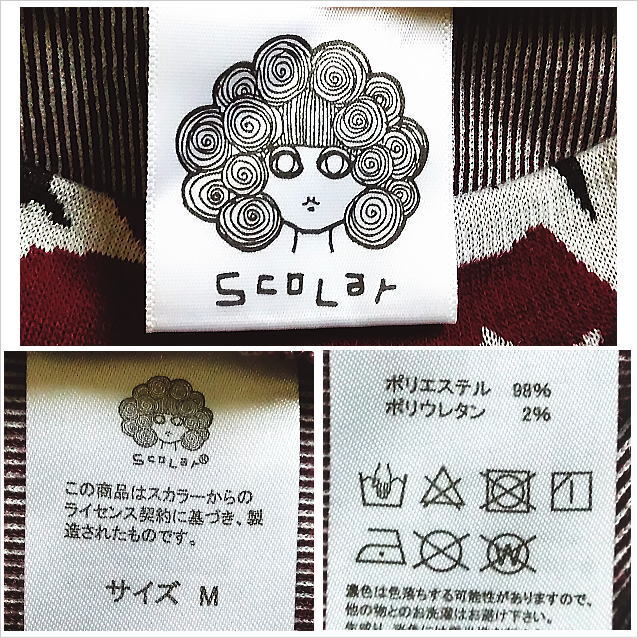 scoLar
scoLar®
この商品はスカラーからの
ライセンス契約に基づき、製
造されたものです。
サイズ M
ポリエステル 98%
ポリウレタン 2%
W
濃色は色落ちする可能性がありますので、
他の物とのお洗濯はお避け下さい。